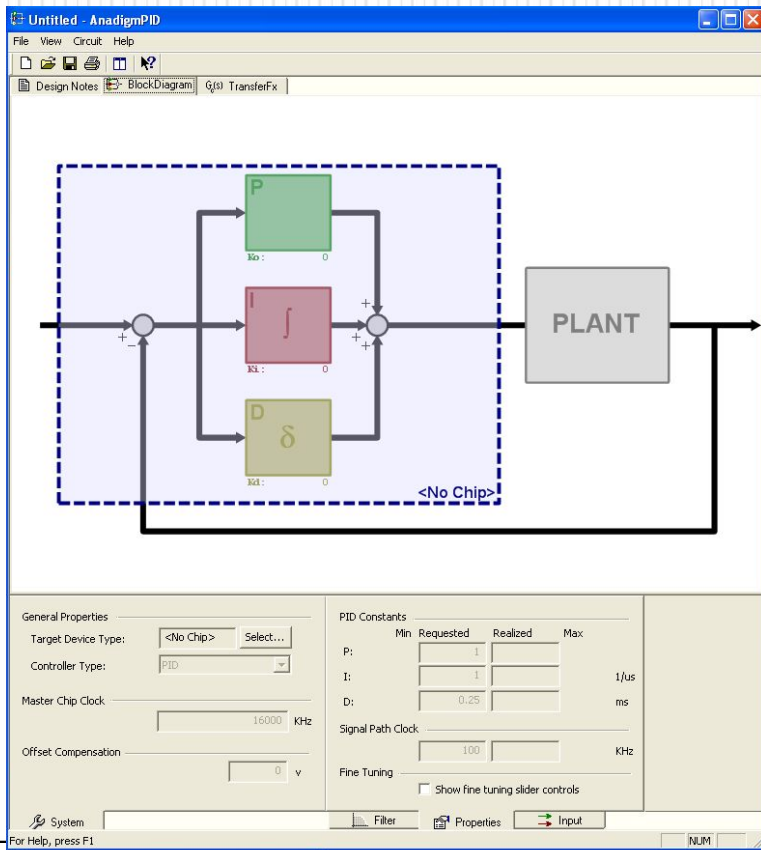 Untitled - AnadigmPID
File View Circuit Help
Design Notes BlockDiagram G(s) TransferFx
P
Ko: 0
I
∫
Ki: 0
D
δ
Kd: 0
+
−
+
+
+
PLANT
<No Chip>
General Properties
Target Device Type: <No Chip> Select...
Controller Type: PID
Master Chip Clock
16000 KHz
Offset Compensation
0 v
System
PID Constants
Min Requested Realized Max
P: 1
I: 1 1/us
D: 0.25 ms
Signal Path Clock
100 KHz
Fine Tuning
Show fine tuning slider controls
Filter Properties Input
For Help, press F1 NUM